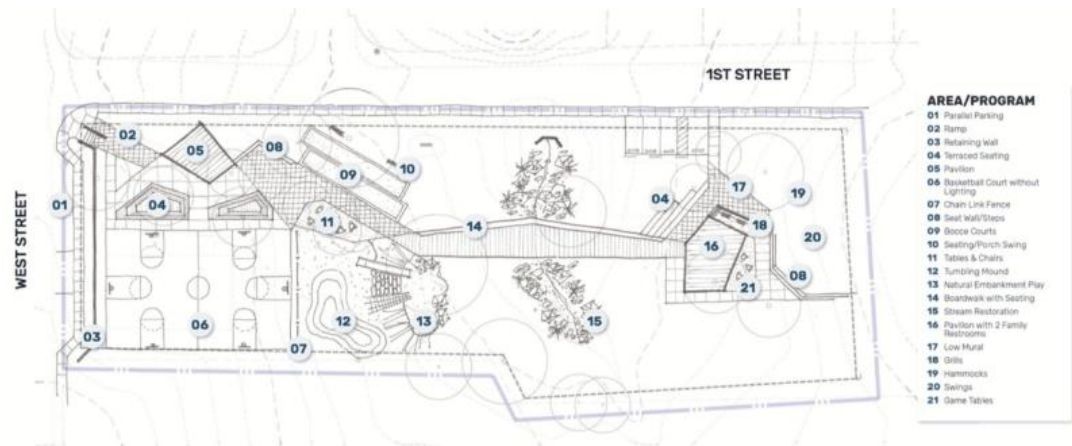 1ST STREET
WEST STREET
02
05
08
09
10
04
01
11
14
04
17
19
18
16
20
08
21
12
13
15
06
03
07
AREA/PROGRAM
01 Parallel Parking
02 Ramp
03 Retaining Wall
04 Terraced Seating
05 Pavilion
06 Basketball Court without
Lighting
07 Chain Link Fence
08 Seat Wall/Steps
09 Bocce Courts
10 Seating/Porch Swing
11 Tables & Chairs
12 Tumbling Mound
13 Natural Embankment Play
14 Boardwalk with Seating
15 Stream Restoration
16 Pavilion with 2 Family
Restrooms
17 Low Mural
18 Grills
19 Hammocks
20 Swings
21 Game Tables